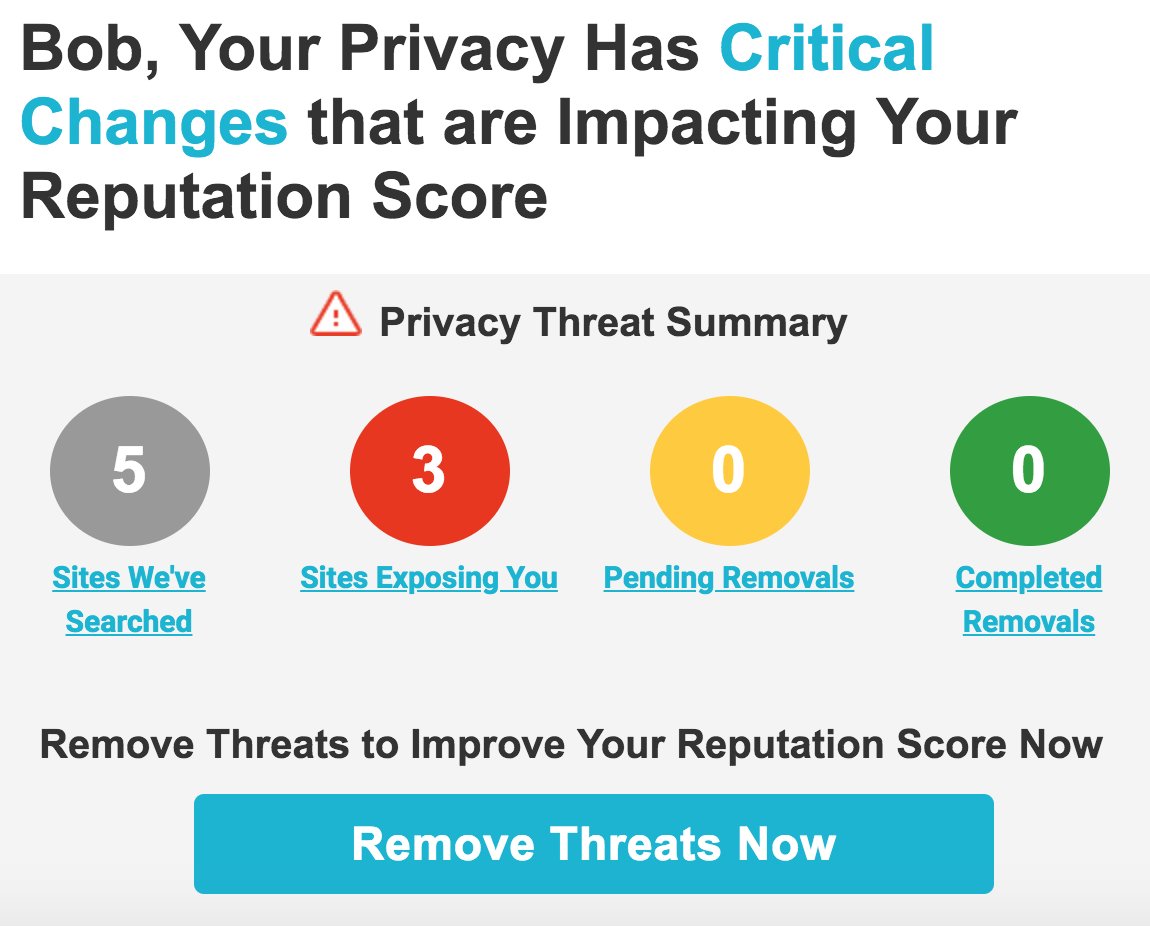 Bob, Your Privacy Has Critical
Changes that are Impacting Your
Reputation Score
Privacy Threat Summary
5
3
0
0
Sites We've
Searched
Sites Exposing You
Pending Removals
Completed
Removals
Remove Threats to Improve Your Reputation Score Now
Remove Threats Now